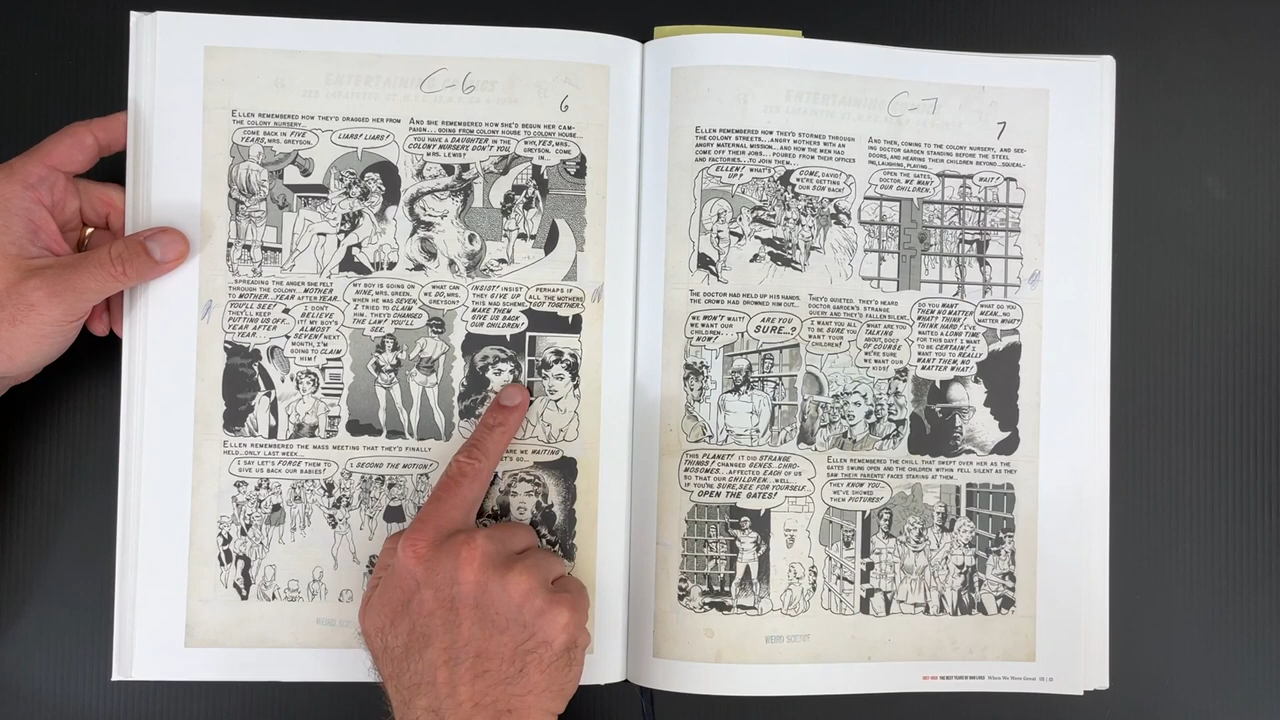 ENTERTAINING COMICS
C-6
6
ELLEN REMEMBERED HOW THEY'D DRAGGED HER FROM
THE COLONY NURSERY...
COME BACK IN FIVE
YEARS, MRS. GREYSON.
LIARS! LIARS!
AND SHE REMEMBERED HOW SHE'D BEGUN HER CAM-
PAIGN... GOING FROM COLONY HOUSE TO COLONY HOUSE...
YOU HAVE A DAUGHTER IN THE
COLONY NURSERY, DON'T YOU,
MRS. LEWIS?
WHY, YES, MRS.
GREYSON. COME
IN...
...SPREADING THE ANGER SHE FELT
THROUGH THE COLONY... MOTHER
TO MOTHER... YEAR AFTER YEAR...
YOU'LL SEE!
THEY'LL KEEP
PUTTING US OFF...
YEAR AFTER
YEAR...
I DON'T
BELIEVE
IT! MY BOY'S
ALMOST
SEVEN! NEXT
MONTH, I'M
GOING TO CLAIM
HIM!
MY BOY IS GOING ON
NINE, MRS. GREEN.
WHEN HE WAS SEVEN,
I TRIED TO CLAIM
HIM. THEY'D CHANGED
THE LAW! YOU'LL
SEE.
WHAT CAN
WE DO, MRS.
GREYSON?
INSIST! INSIST
THEY GIVE UP
THIS MAD SCHEME.
MAKE THEM
GIVE US BACK
OUR CHILDREN!
PERHAPS IF
ALL THE MOTHERS
GOT TOGETHER...
ELLEN REMEMBERED THE MASS MEETING THAT THEY'D FINALLY
HELD... ONLY LAST WEEK...
I SAY LET'S FORCE THEM TO
GIVE US BACK OUR BABIES!
I SECOND THE MOTION!
ARE WE WAITING
LET'S GO...
WEIRD SCIENCE
ENTERTAINING
C-7
7
ELLEN REMEMBERED HOW THEY'D STORMED THROUGH
THE COLONY STREETS... ANGRY MOTHERS WITH AN
ANGRY MATERNAL MISSION... AND HOW THE MEN HAD
COME OFF THEIR JOBS... POURED FROM THEIR OFFICES
AND FACTORIES... TO JOIN THEM...
ELLEN!
WHAT'S
UP?
COME, DAVID!
WE'RE GETTING
OUR SON BACK!
AND THEN, COMING TO THE COLONY NURSERY, AND SEE-
ING DOCTOR GARDEN STANDING BEFORE THE STEEL
DOORS, AND HEARING THEIR CHILDREN BEYOND... SQUEAL-
ING, LAUGHING, PLAYING...
OPEN THE GATES,
DOCTOR. WE WANT
OUR CHILDREN.
WAIT!
THE DOCTOR HAD HELD UP HIS HANDS.
THE CROWD HAD DROWNED HIM OUT...
WE WON'T WAIT!
WE WANT OUR
CHILDREN...
NOW!
ARE YOU
SURE...?
THEY QUIETED. THEY'D HEARD
DOCTOR GARDEN'S STRANGE
QUERY AND THEY'D FALLEN SILENT...
I WANT YOU ALL
TO BE SURE YOU
WANT YOUR
CHILDREN!
WHAT ARE YOU
TALKING
ABOUT, DOC?
OF COURSE
WE'RE SURE
WE WANT OUR
KIDS!
DO YOU WANT
THEM NO MATTER
WHAT? THINK!
THINK HARD! I'VE
WAITED A LONG TIME
FOR THIS DAY! I WANT
TO BE CERTAIN! I
WANT YOU TO REALLY
WANT THEM, NO
MATTER WHAT!
WHAT DO YOU
MEAN... NO
MATTER WHAT?
THIS PLANET! IT DID STRANGE
THINGS! CHANGED GENES... CHRO-
MOSOMES... AFFECTED EACH OF US
SO THAT OUR CHILDREN... WELL...
IF YOU'RE SURE, SEE FOR YOURSELF...
OPEN THE GATES!
ELLEN REMEMBERED THE CHILL THAT SWEPT OVER HER AS THE
GATES SWUNG OPEN AND THE CHILDREN WITHIN FELL SILENT AS THEY
SAW THEIR PARENTS' FACES STARING AT THEM...
THEY KNOW YOU...
WE'VE SHOWED
THEM PICTURES!
WEIRD SCIENCE
THE BEST YEARS OF OUR LIVES When We Were Great